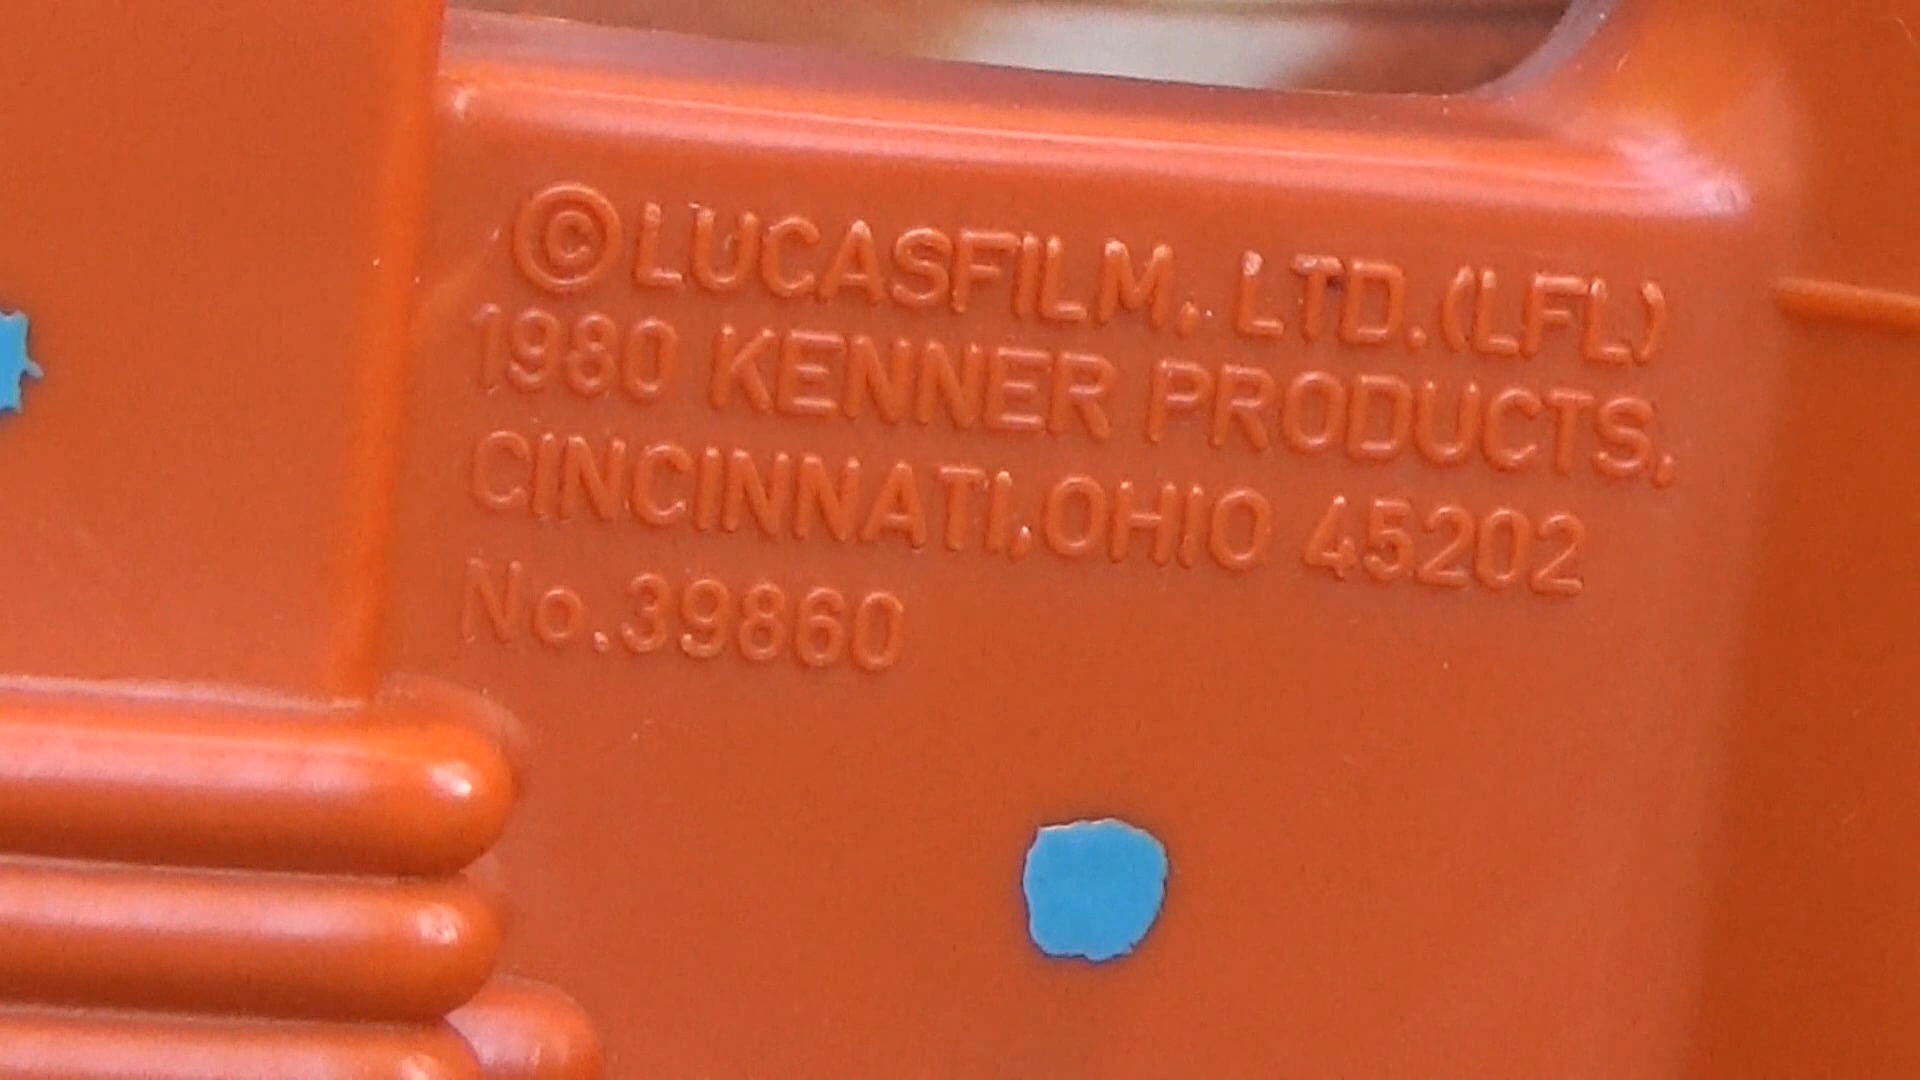 ©LUCASFILM, LTD.(LFL)
1980 KENNER PRODUCTS,
CINCINNATI,OHIO 45202
No.39860